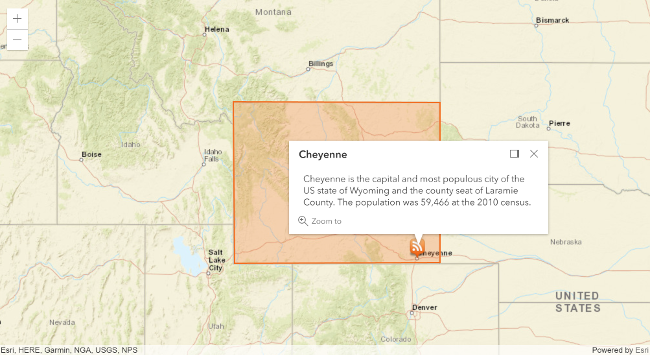 +
−
Montana
Helena
Bismarck
Billings
South
Dakota
Pierre
Boise
Idaho
Idaho
Falls
Cheyenne
Cheyenne is the capital and most populous city of the
US state of Wyoming and the county seat of Laramie
County. The population was 59,466 at the 2010 census.
Zoom to
Nebraska
Salt
Lake
City
heyenne
UNITED
STATES
Denver
Nevada
Utah
Colorado
Esri, HERE, Garmin, NGA, USGS, NPS
Powered by Esri